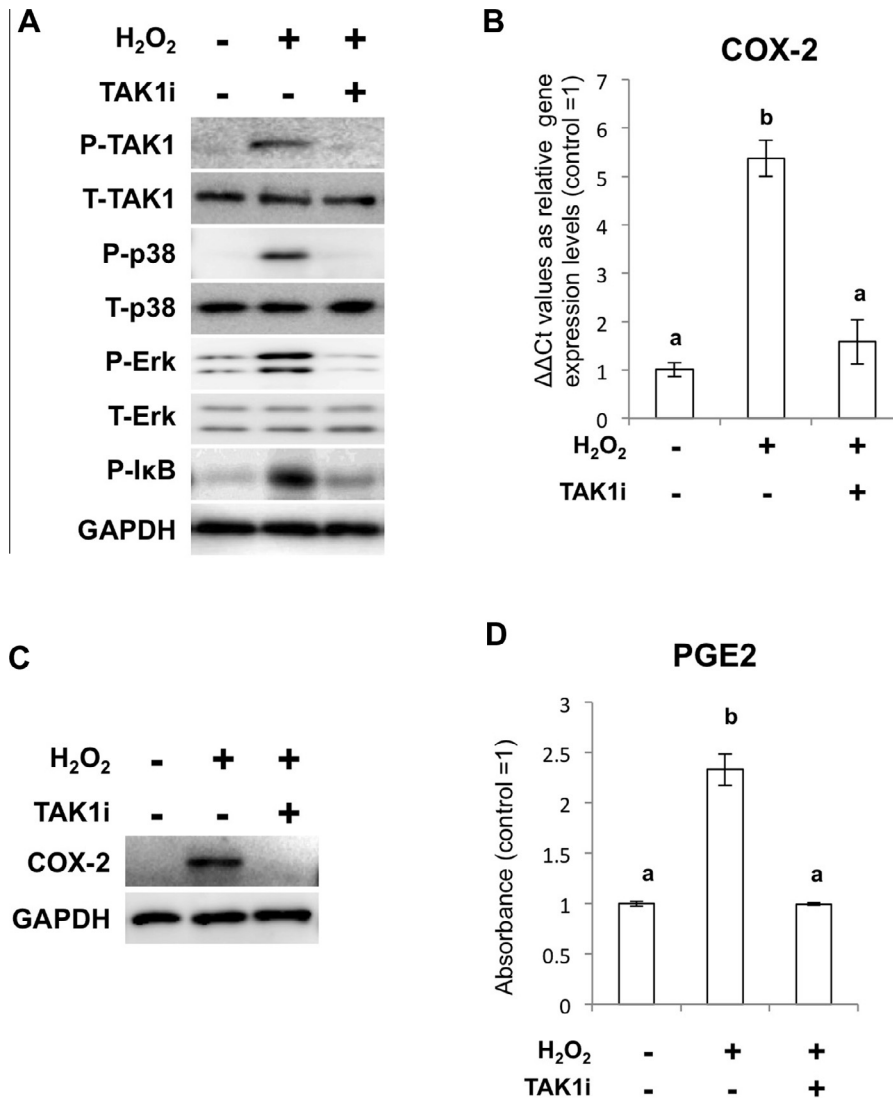 A
H₂O₂ - + +
TAK1i - - +
P-TAK1
T-TAK1
P-p38
T-p38
P-Erk
T-Erk
P-IκB
GAPDH
B
COX-2
ΔΔCt values as relative gene
expression levels (control =1)
7
6
5
4
3
2
1
0
a
b
a
H₂O₂ - + +
TAK1i - - +
C
H₂O₂ - + +
TAK1i - - +
COX-2
GAPDH
D
PGE2
Absorbance (control =1)
3
2.5
2
1.5
1
0.5
0
a
b
a
H₂O₂ - + +
TAK1i - - +